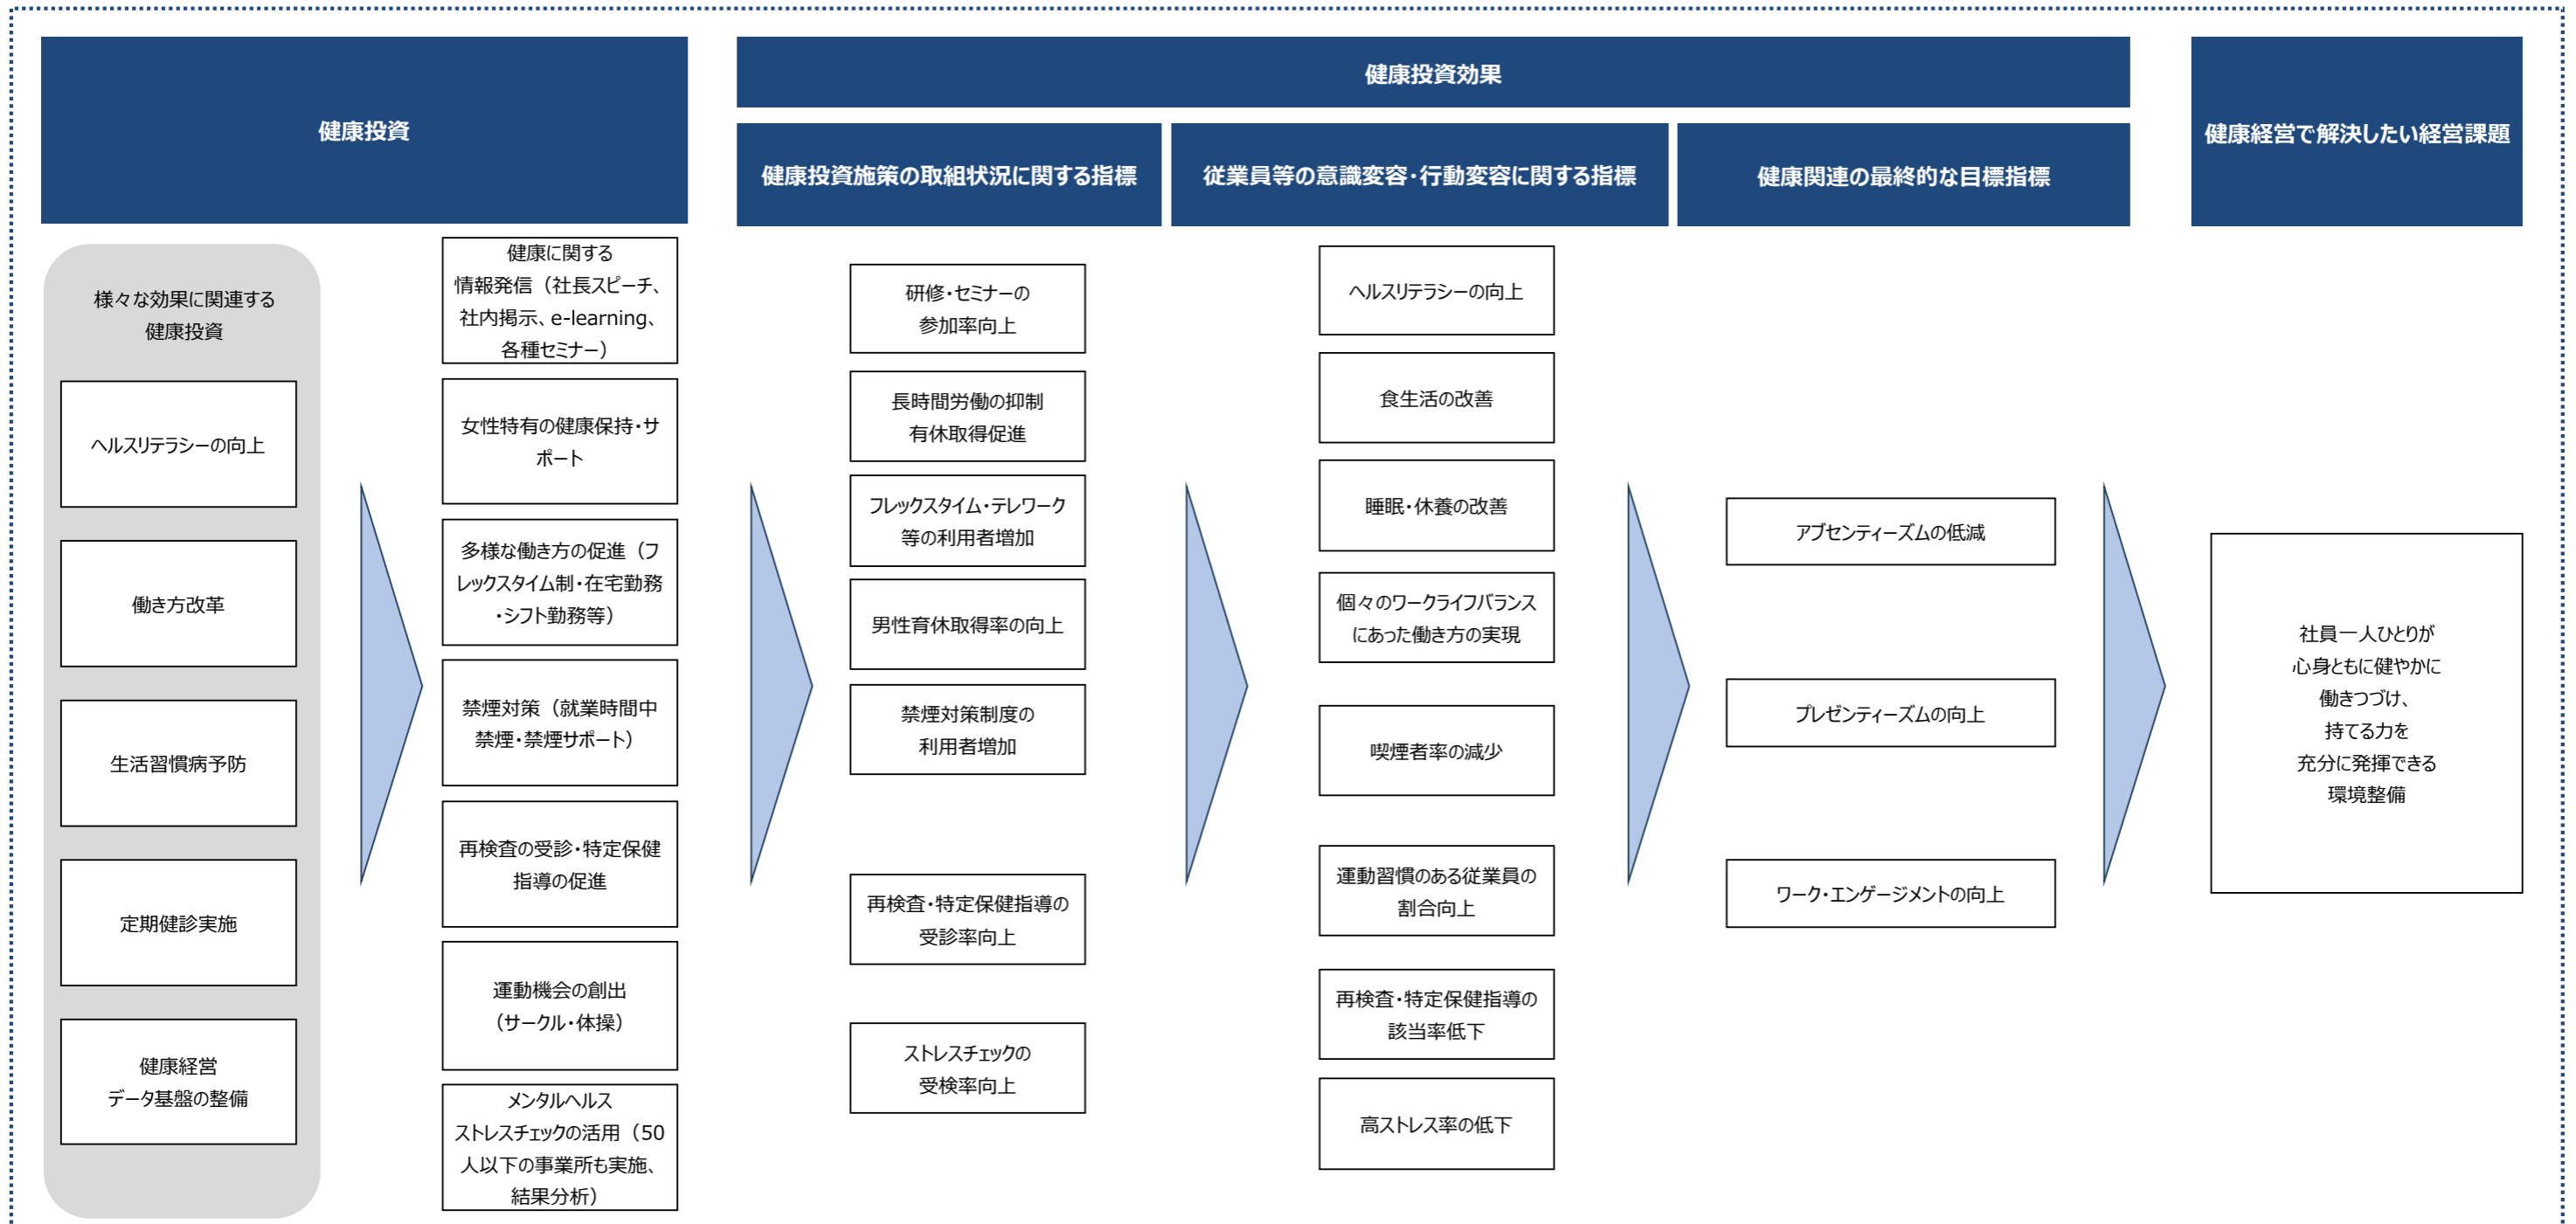 健康投資
健康投資効果
健康経営で解決したい経営課題
健康投資施策の取組状況に関する指標
従業員等の意識変容・行動変容に関する指標
健康関連の最終的な目標指標
様々な効果に関連する
健康投資
ヘルスリテラシーの向上
働き方改革
生活習慣病予防
定期健診実施
健康経営
データ基盤の整備
健康に関する
情報発信（社長スピーチ、
社内掲示、e-learning、
各種セミナー）
女性特有の健康保持・サ
ポート
多様な働き方の促進（フ
レックスタイム制・在宅勤務
・シフト勤務等）
禁煙対策（就業時間中
禁煙・禁煙サポート）
再検査の受診・特定保健
指導の促進
運動機会の創出
（サークル・体操）
メンタルヘルス
ストレスチェックの活用（50
人以下の事業所も実施、
結果分析）
研修・セミナーの
参加率向上
長時間労働の抑制
有休取得促進
フレックスタイム・テレワーク
等の利用者増加
男性育休取得率の向上
禁煙対策制度の
利用者増加
再検査・特定保健指導の
受診率向上
ストレスチェックの
受検率向上
ヘルスリテラシーの向上
食生活の改善
睡眠・休養の改善
個々のワークライフバランス
にあった働き方の実現
喫煙者率の減少
運動習慣のある従業員の
割合向上
再検査・特定保健指導の
該当率低下
高ストレス率の低下
アブセンティーズムの低減
プレゼンティーズムの向上
ワーク・エンゲージメントの向上
社員一人ひとりが
心身ともに健やかに
働きつづけ、
持てる力を
充分に発揮できる
環境整備